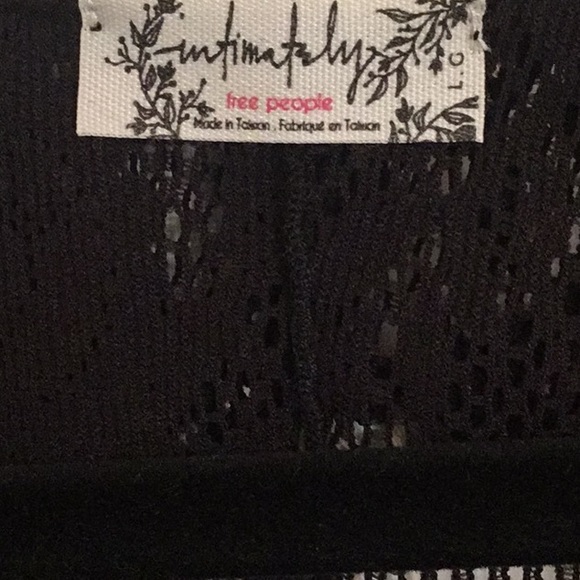 intimately
free people
Made in Taiwan . Fabriqué en Taiwan
L.G